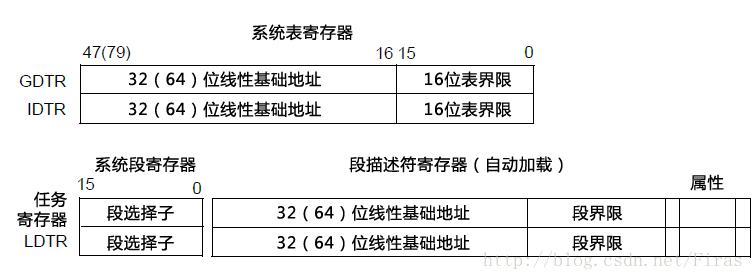 系统表寄存器
47(79) 16 15 0
GDTR 32（64）位线性基础地址 16位表界限
IDTR 32（64）位线性基础地址 16位表界限
系统段寄存器 段描述符寄存器（自动加载）
15 0 属性
任务
寄存器 段选择子 32（64）位线性基础地址 段界限
LDTR 段选择子 32（64）位线性基础地址 段界限
http://blog.csdn.net/Firas